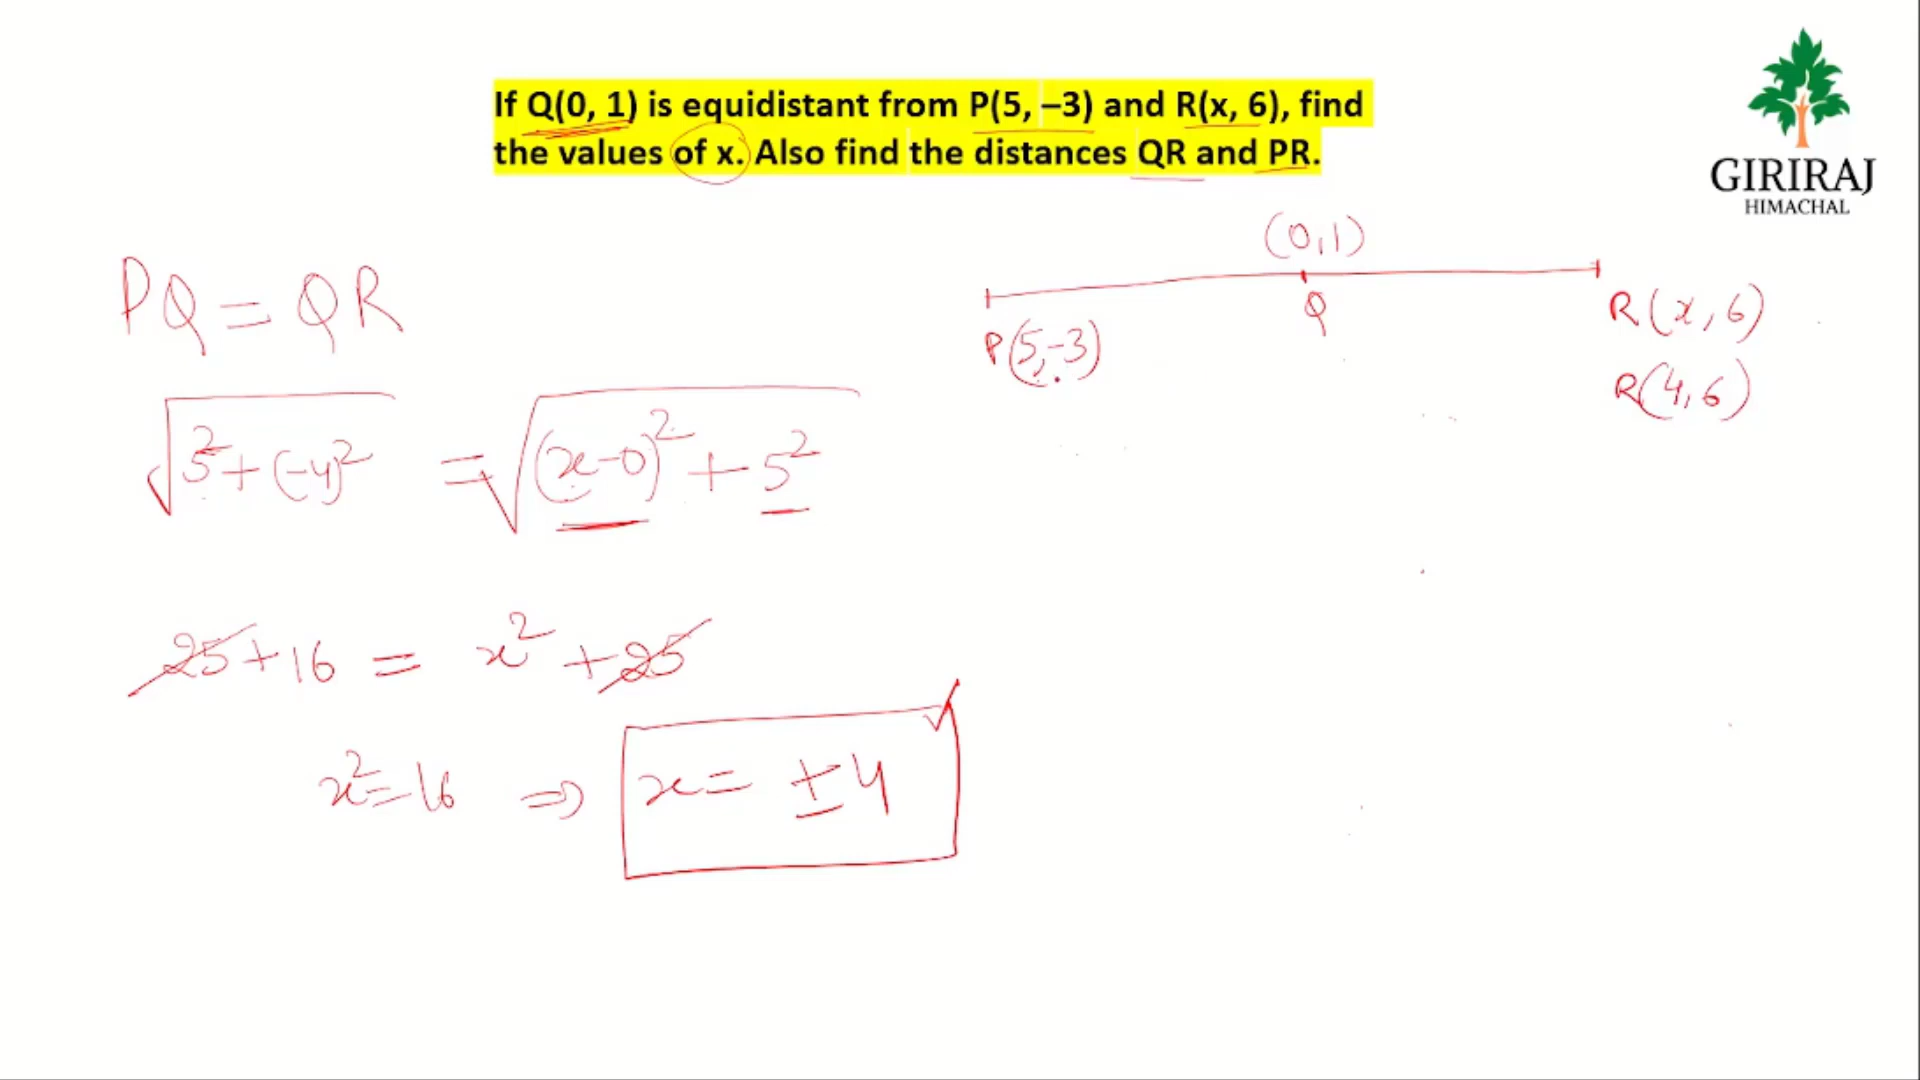 If Q(0, 1) is equidistant from P(5, –3) and R(x, 6), find
the values of x. Also find the distances QR and PR.
GIRIRAJ
HIMACHAL
(0,1)
PQ = QR
Q
R(x, 6)
P(5,-3)
R(4,6)
√(5² + (-4)²) = √((x-0)² + 5²)
25 + 16 = x² + 25
x² = 16 ⇒ x = ±4